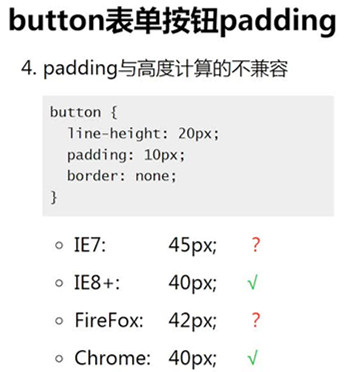 button表单按钮padding
4. padding与高度计算的不兼容
button {
  line-height: 20px;
  padding: 10px;
  border: none;
}
IE7: 45px; ?
IE8+: 40px; √
FireFox: 42px; ?
Chrome: 40px; √